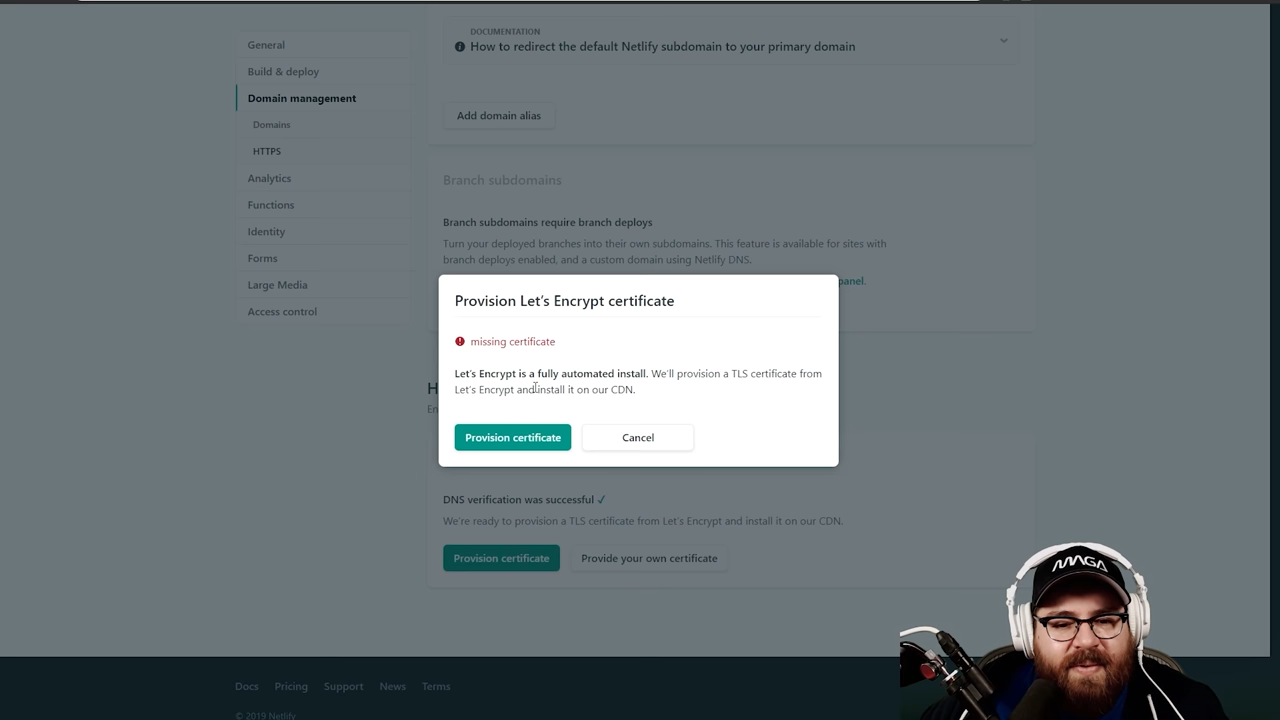 General
Build & deploy
Domain management
Domains
HTTPS
Analytics
Functions
Identity
Forms
Large Media
Access control
DOCUMENTATION
How to redirect the default Netlify subdomain to your primary domain
Add domain alias
Branch subdomains
Branch subdomains require branch deploys
Turn your deployed branches into their own subdomains. This feature is available for sites with
branch deploys enabled, and a custom domain using Netlify DNS.
panel.
Provision Let's Encrypt certificate
missing certificate
Let's Encrypt is a fully automated install. We'll provision a TLS certificate from
Let's Encrypt and install it on our CDN.
Provision certificate
Cancel
DNS verification was successful ✓
We're ready to provision a TLS certificate from Let's Encrypt and install it on our CDN.
Provision certificate
Provide your own certificate
Docs
Pricing
Support
News
Terms
© 2019 Netlify